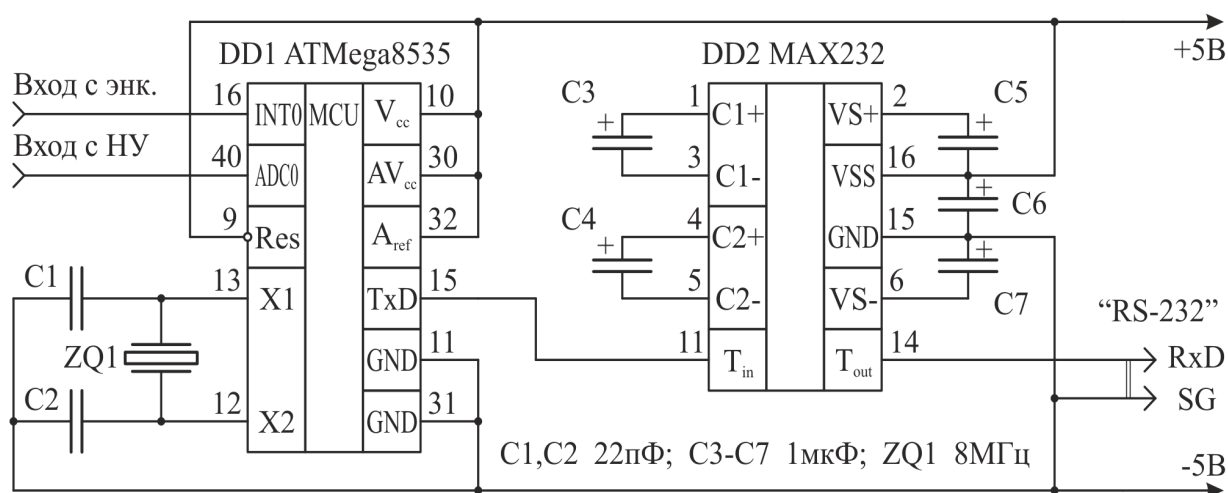 +5В
DD1 ATMega8535
DD2 MAX232
Вход с энк.
16
INT0
MCU
Vcc
10
Вход с НУ
40
ADC0
AVcc
30
9
Res
Aref
32
C1
13
X1
TxD
15
ZQ1
GND
11
C2
12
X2
GND
31
C3
+
1
C1+
VS+
2
+
C5
3
C1-
VSS
16
+
C6
C4
+
4
C2+
GND
15
+
5
C2-
VS-
6
C7
11
Tin
Tout
14
“RS-232”
RxD
SG
C1,C2 22пФ; C3-C7 1мкФ; ZQ1 8МГц
-5В